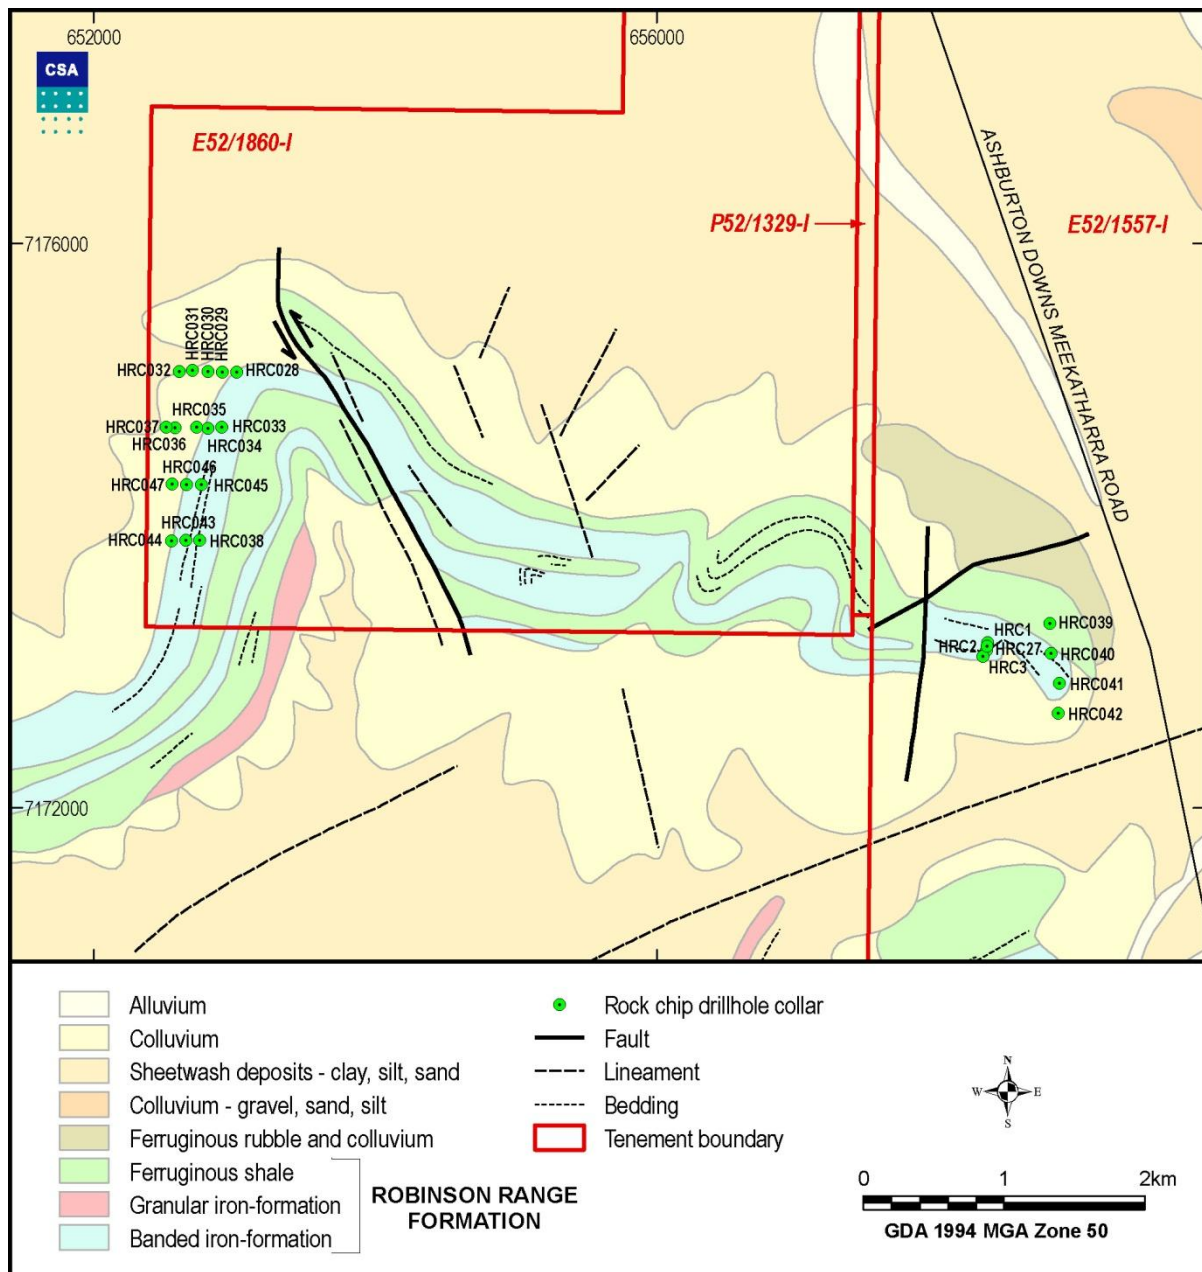 652000
656000
CSA
E52/1860-I
P52/1329-I
E52/1557-I
ASHBURTON DOWNS MEEKATHARRA ROAD
7176000
HRC031
HRC030
HRC029
HRC032
HRC028
HRC035
HRC037
HRC033
HRC036
HRC034
HRC046
HRC047
HRC045
HRC043
HRC044
HRC038
HRC1
HRC2
HRC27
HRC3
HRC039
HRC040
HRC041
HRC042
7172000
Alluvium
Colluvium
Sheetwash deposits - clay, silt, sand
Colluvium - gravel, sand, silt
Ferruginous rubble and colluvium
Ferruginous shale
Granular iron-formation
Banded iron-formation
ROBINSON RANGE
FORMATION
Rock chip drillhole collar
Fault
Lineament
Bedding
Tenement boundary
N
W
E
S
0 1 2km
GDA 1994 MGA Zone 50